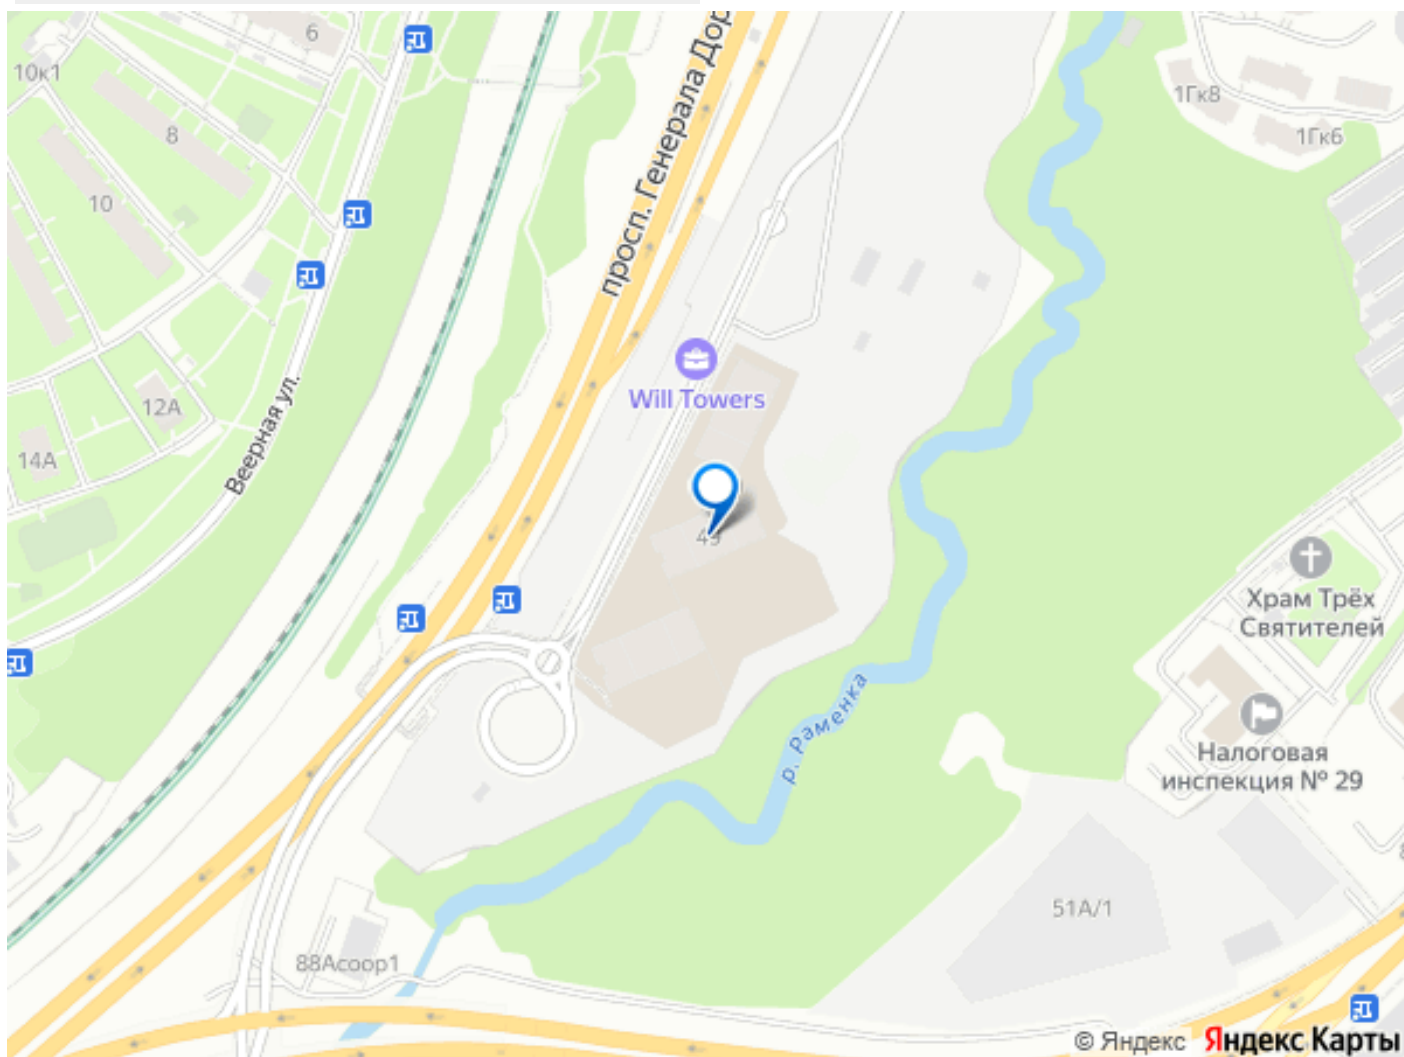 6
10к1
8
10
просп. Генерала Дор
1Гк8
1Гк6
Will Towers
12А
14А
Веерная ул.
49
Храм Трёх
Святителей
р. Раменка
Налоговая
инспекция № 29
51А/1
88Асоор1
© Яндекс Яндекс Карты